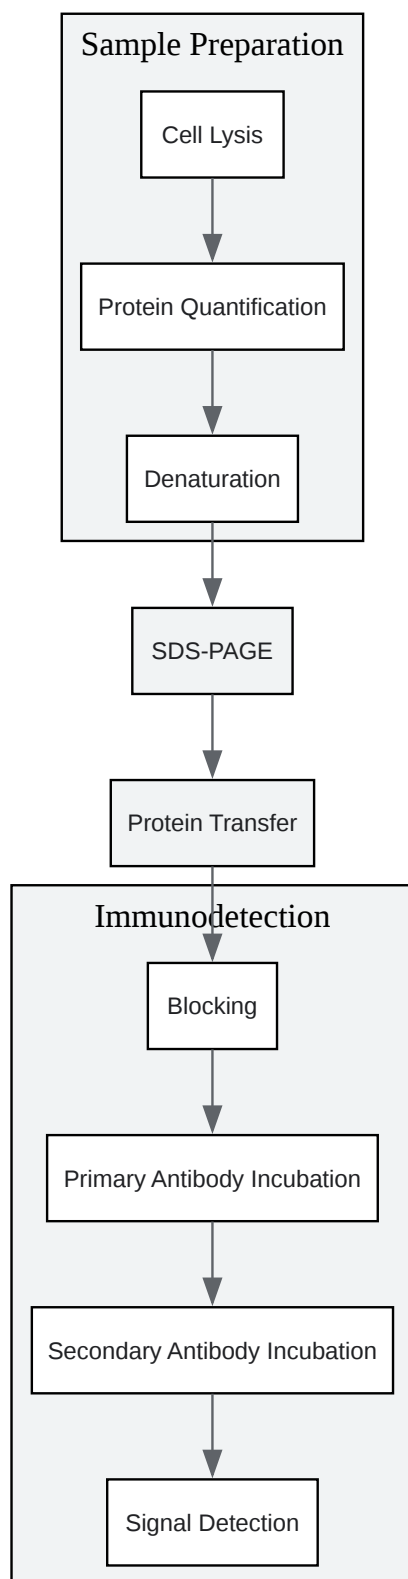 Sample Preparation
Cell Lysis
Protein Quantification
Denaturation
SDS-PAGE
Protein Transfer
Immunodetection
Blocking
Primary Antibody Incubation
Secondary Antibody Incubation
Signal Detection